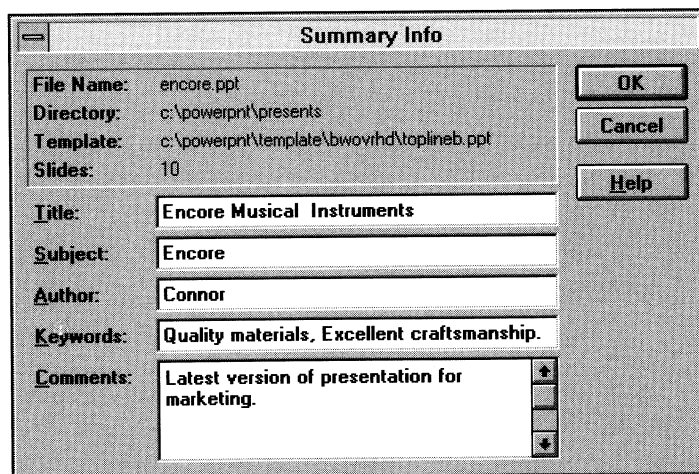 Summary Info
File Name: encore.ppt
Directory: c:\powerpnt\presents
Template: c:\powerpnt\template\bwovrhd\toplineb.ppt
Slides: 10
OK
Cancel
Help
Title: Encore Musical Instruments
Subject: Encore
Author: Connor
Keywords: Quality materials, Excellent craftsmanship.
Comments: Latest version of presentation for
marketing.